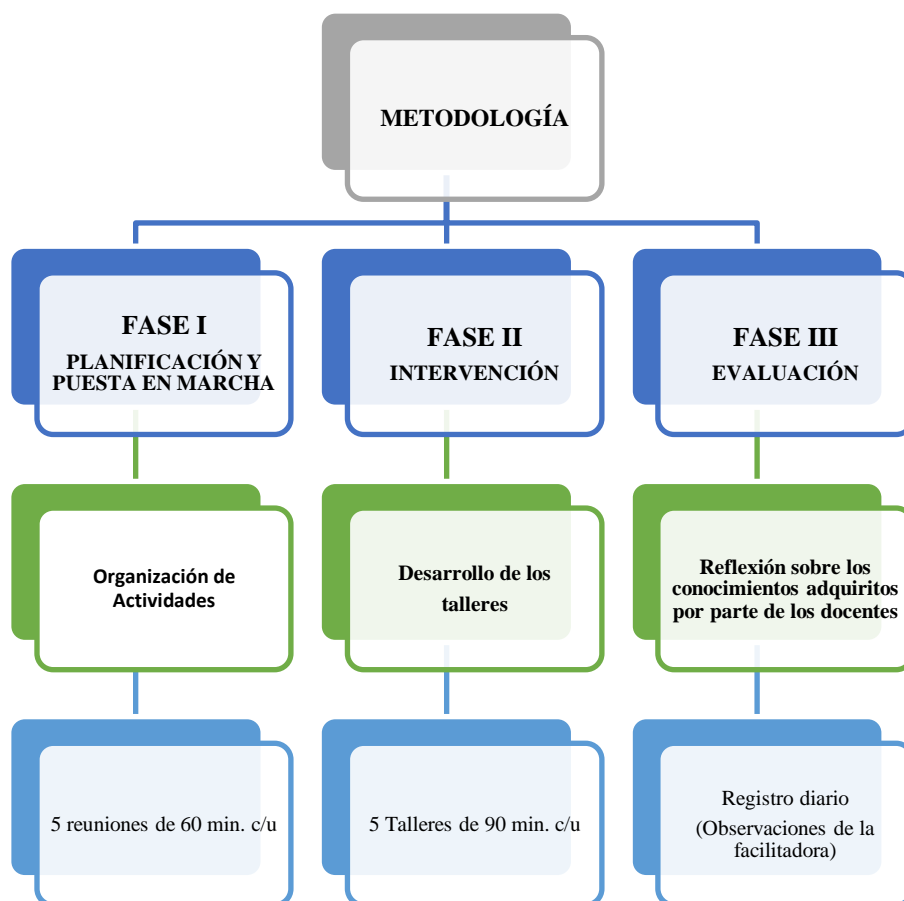 METODOLOGÍA
FASE I
PLANIFICACIÓN Y
PUESTA EN MARCHA
FASE II
INTERVENCIÓN
FASE III
EVALUACIÓN
Organización de
Actividades
Desarrollo de los
talleres
Reflexión sobre los
conocimientos adquiritos
por parte de los docentes
5 reuniones de 60 min. c/u
5 Talleres de 90 min. c/u
Registro diario
(Observaciones de la
facilitadora)